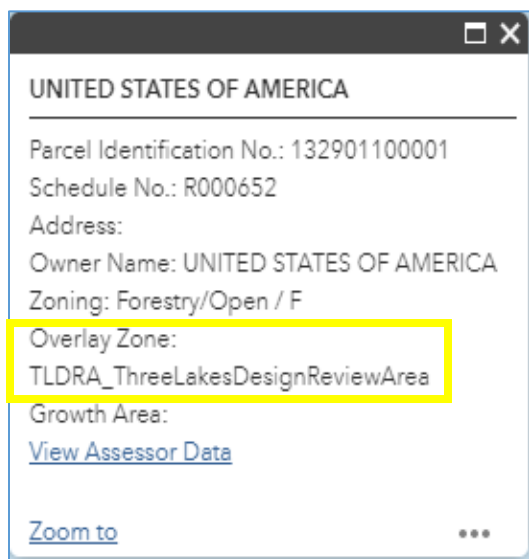 UNITED STATES OF AMERICA
Parcel Identification No.: 132901100001
Schedule No.: R000652
Address:
Owner Name: UNITED STATES OF AMERICA
Zoning: Forestry/Open / F
Overlay Zone:
TLDRA_ThreeLakesDesignReviewArea
Growth Area:
View Assessor Data
Zoom to